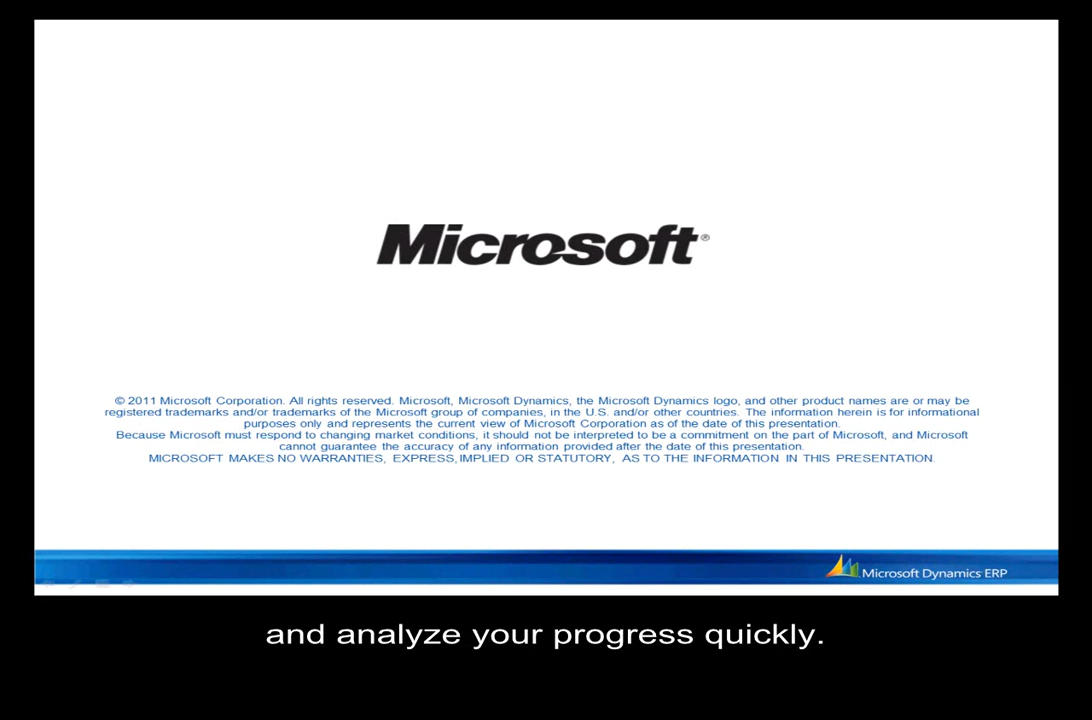 Microsoft®
© 2011 Microsoft Corporation. All rights reserved. Microsoft, Microsoft Dynamics, the Microsoft Dynamics logo, and other product names are or may be
registered trademarks and/or trademarks of the Microsoft group of companies, in the U.S. and/or other countries. The information herein is for informational
purposes only and represents the current view of Microsoft Corporation as of the date of this presentation.
Because Microsoft must respond to changing market conditions, it should not be interpreted to be a commitment on the part of Microsoft, and Microsoft
cannot guarantee the accuracy of any information provided after the date of this presentation.
MICROSOFT MAKES NO WARRANTIES, EXPRESS, IMPLIED OR STATUTORY, AS TO THE INFORMATION IN THIS PRESENTATION.
Microsoft Dynamics ERP
and analyze your progress quickly.